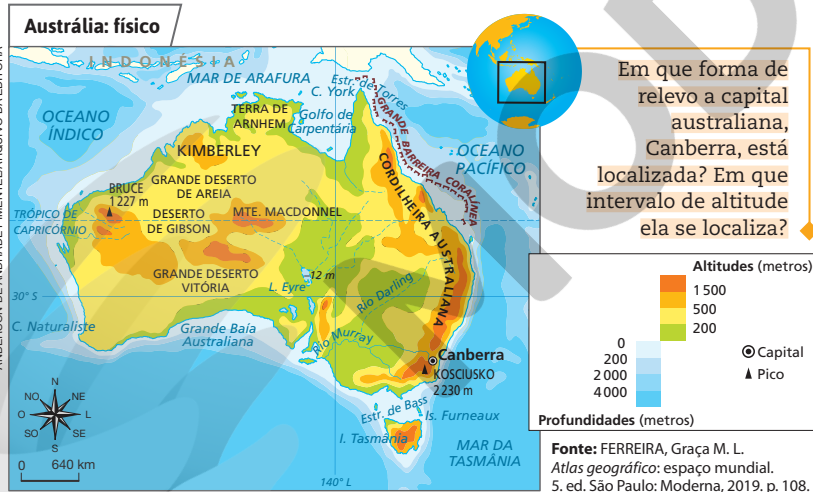 Austrália: físico
INDONÉSIA
MAR DE ARAFURA
Estr. de Torres
C. York
OCEANO
ÍNDICO
TERRA DE
ARNHEM
Golfo de
Carpentária
GRANDE BARREIRA CORALÍNEA
OCEANO
PACÍFICO
KIMBERLEY
GRANDE DESERTO
DE AREIA
BRUCE
1 227 m
CORDILHEIRA AUSTRALIANA
TRÓPICO DE
CAPRICÓRNIO
DESERTO
DE GIBSON
MTE. MACDONNEL
GRANDE DESERTO
VITÓRIA
12 m
L. Eyre
Rio Darling
30° S
C. Naturaliste
Grande Baía
Australiana
Rio Murray
Canberra
KOSCIUSKO
2 230 m
Estr. de Bass
Is. Furneaux
I. Tasmânia
MAR DA
TASMÂNIA
N
NO
NE
O
L
SO
SE
S
0 640 km
140° L
Em que forma de
relevo a capital
australiana,
Canberra, está
localizada? Em que
intervalo de altitude
ela se localiza?
Altitudes (metros)
1 500
500
200
0
200
2 000
4 000
Capital
Pico
Profundidades (metros)
Fonte: FERREIRA, Graça M. L.
Atlas geográfico: espaço mundial.
5. ed. São Paulo: Moderna, 2019. p. 108.